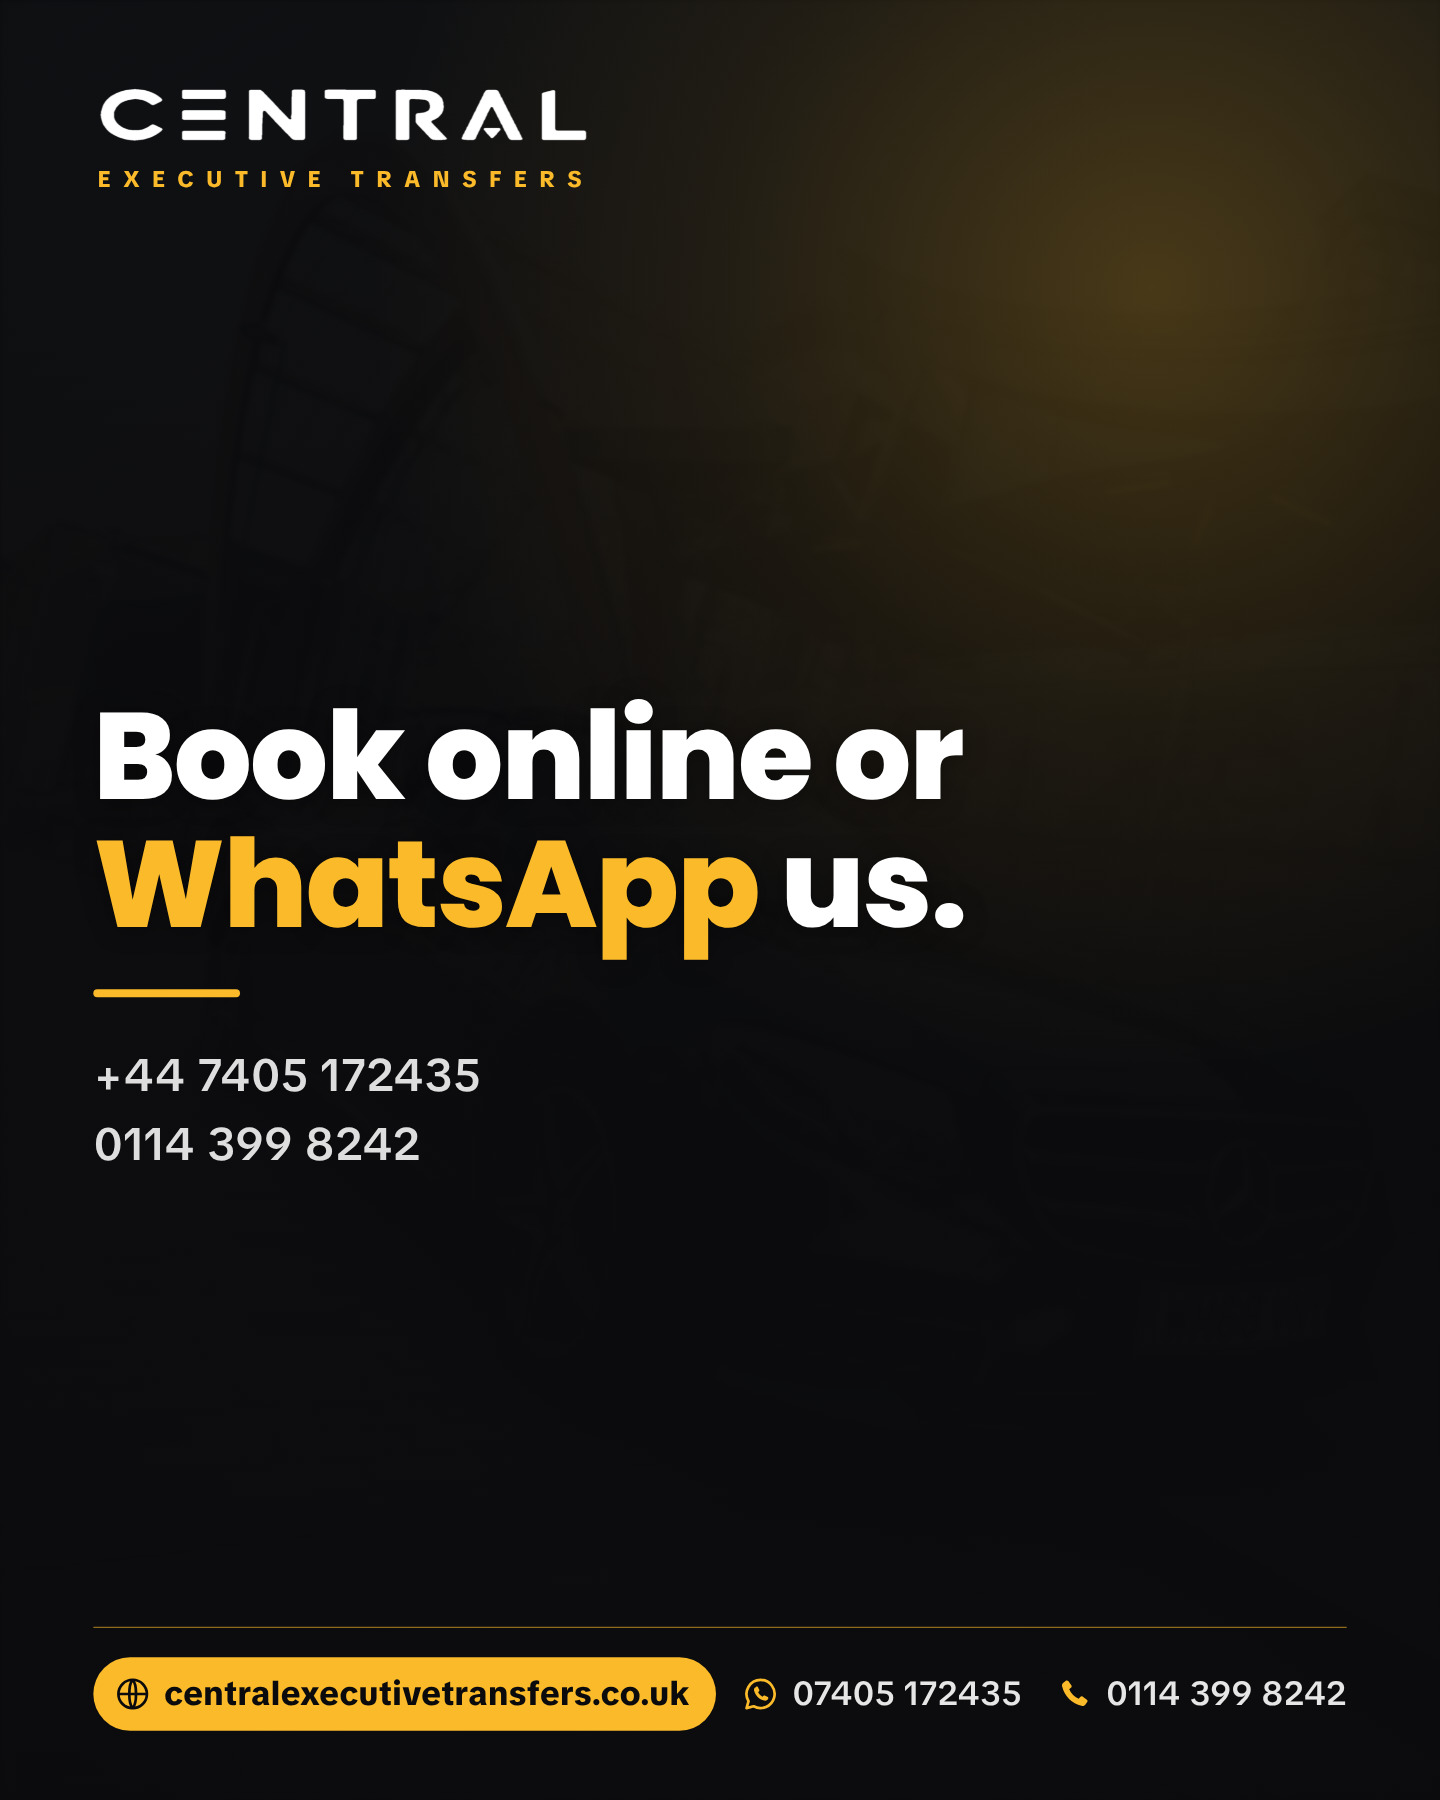 CENTRAL
EXECUTIVE TRANSFERS
Book online or
WhatsApp us.
+44 7405 172435
0114 399 8242
centralexecutivetransfers.co.uk 07405 172435 0114 399 8242